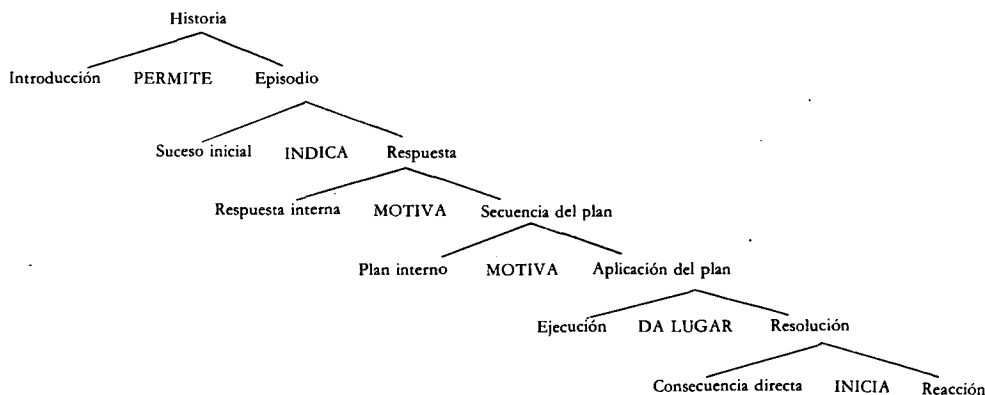 Historia
Introducción PERMITE Episodio
Suceso inicial INDICA Respuesta
Respuesta interna MOTIVA Secuencia del plan
Plan interno MOTIVA Aplicación del plan
Ejecución DA LUGAR Resolución
Consecuencia directa INICIA Reacción